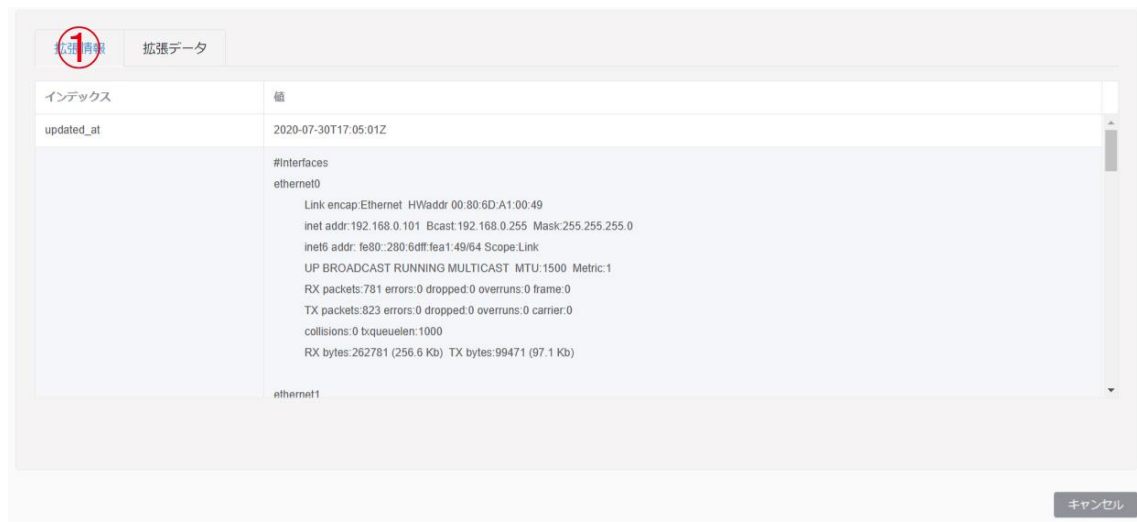 ① 拡張情報 拡張データ
インデックス 値
updated_at 2020-07-30T17:05:01Z
#Interfaces
ethernet0
Link encap:Ethernet HWaddr 00:80:6D:A1:00:49
inet addr:192.168.0.101 Bcast:192.168.0.255 Mask:255.255.255.0
inet6 addr: fe80::280:6dff:fea1:49/64 Scope:Link
UP BROADCAST RUNNING MULTICAST MTU:1500 Metric:1
RX packets:781 errors:0 dropped:0 overruns:0 frame:0
TX packets:823 errors:0 dropped:0 overruns:0 carrier:0
collisions:0 txqueuelen:1000
RX bytes:262781 (256.6 Kb) TX bytes:99471 (97.1 Kb)
ethernet1
キャンセル